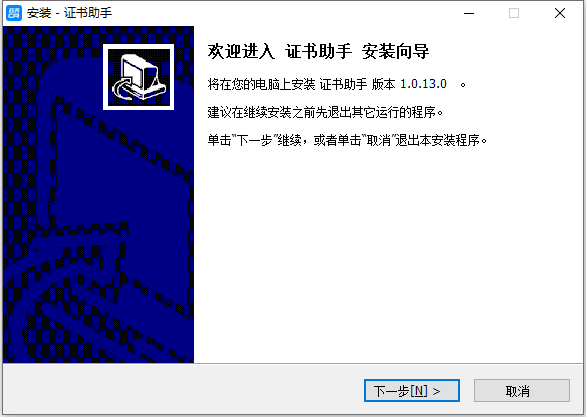 安装 - 证书助手
欢迎进入 证书助手 安装向导
将在您的电脑上安装 证书助手 版本 1.0.13.0 。
建议在继续安装之前先退出其它运行的程序。
单击“下一步”继续，或者单击“取消”退出本安装程序。
下一步[N] >
取消